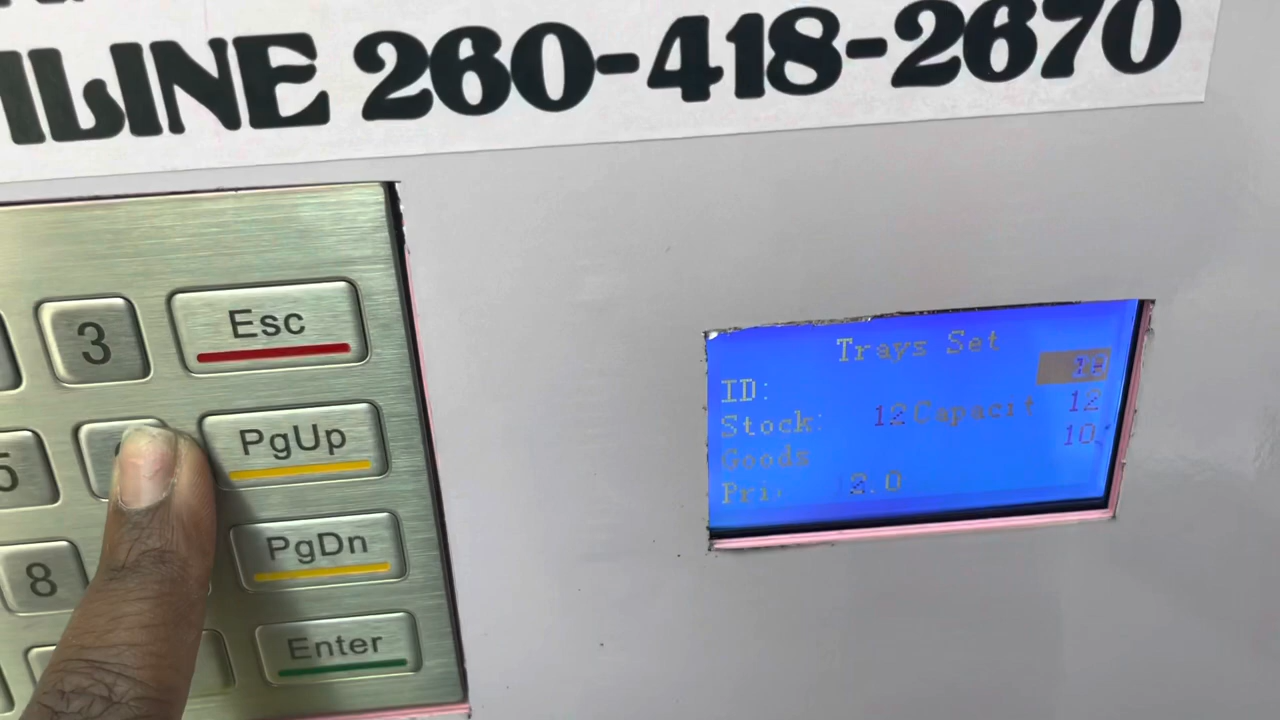 HLINE 260-418-2670
3
Esc
PgUp
5
PgDn
8
Enter
Trays Set
ID:
Stock: 12 Capacit 12
Goods 10
Pri 2.0